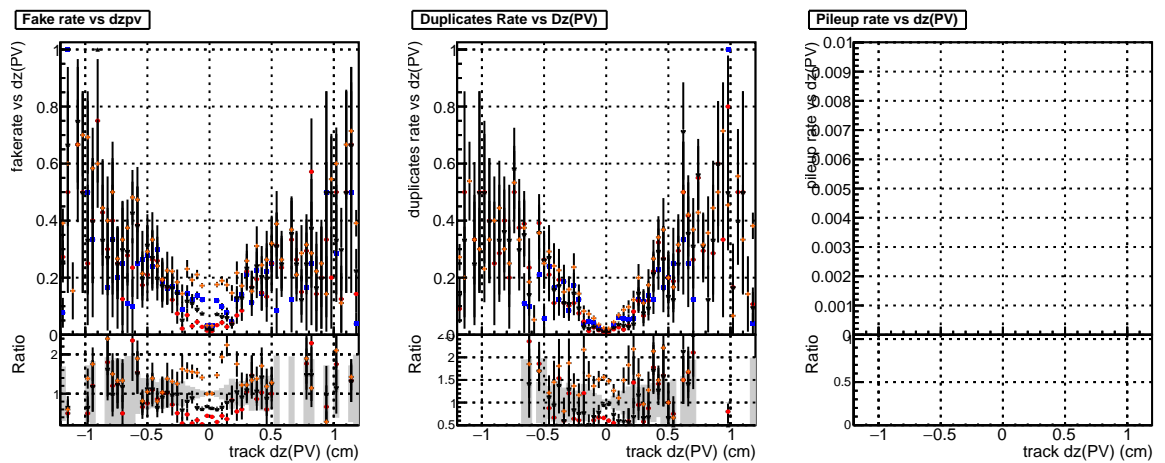 Fake rate vs dzpv
fakerate vs dz(PV)
1
0.8
0.6
0.4
0.2
0
Ratio
2
1
−1 −0.5 0 0.5 1
track dz(PV) (cm)
Duplicates Rate vs Dz(PV)
duplicates rate vs dz(PV)
1
0.8
0.6
0.4
0.2
0
Ratio
2
1.5
1
0.5
−1 −0.5 0 0.5 1
track dz(PV) (cm)
Pileup rate vs dz(PV)
pileup rate vs dz(PV)
0.01
0.009
0.008
0.007
0.006
0.005
0.004
0.003
0.002
0.001
0
Ratio
1
0.5
0
−1 −0.5 0 0.5 1
track dz(PV) (cm)